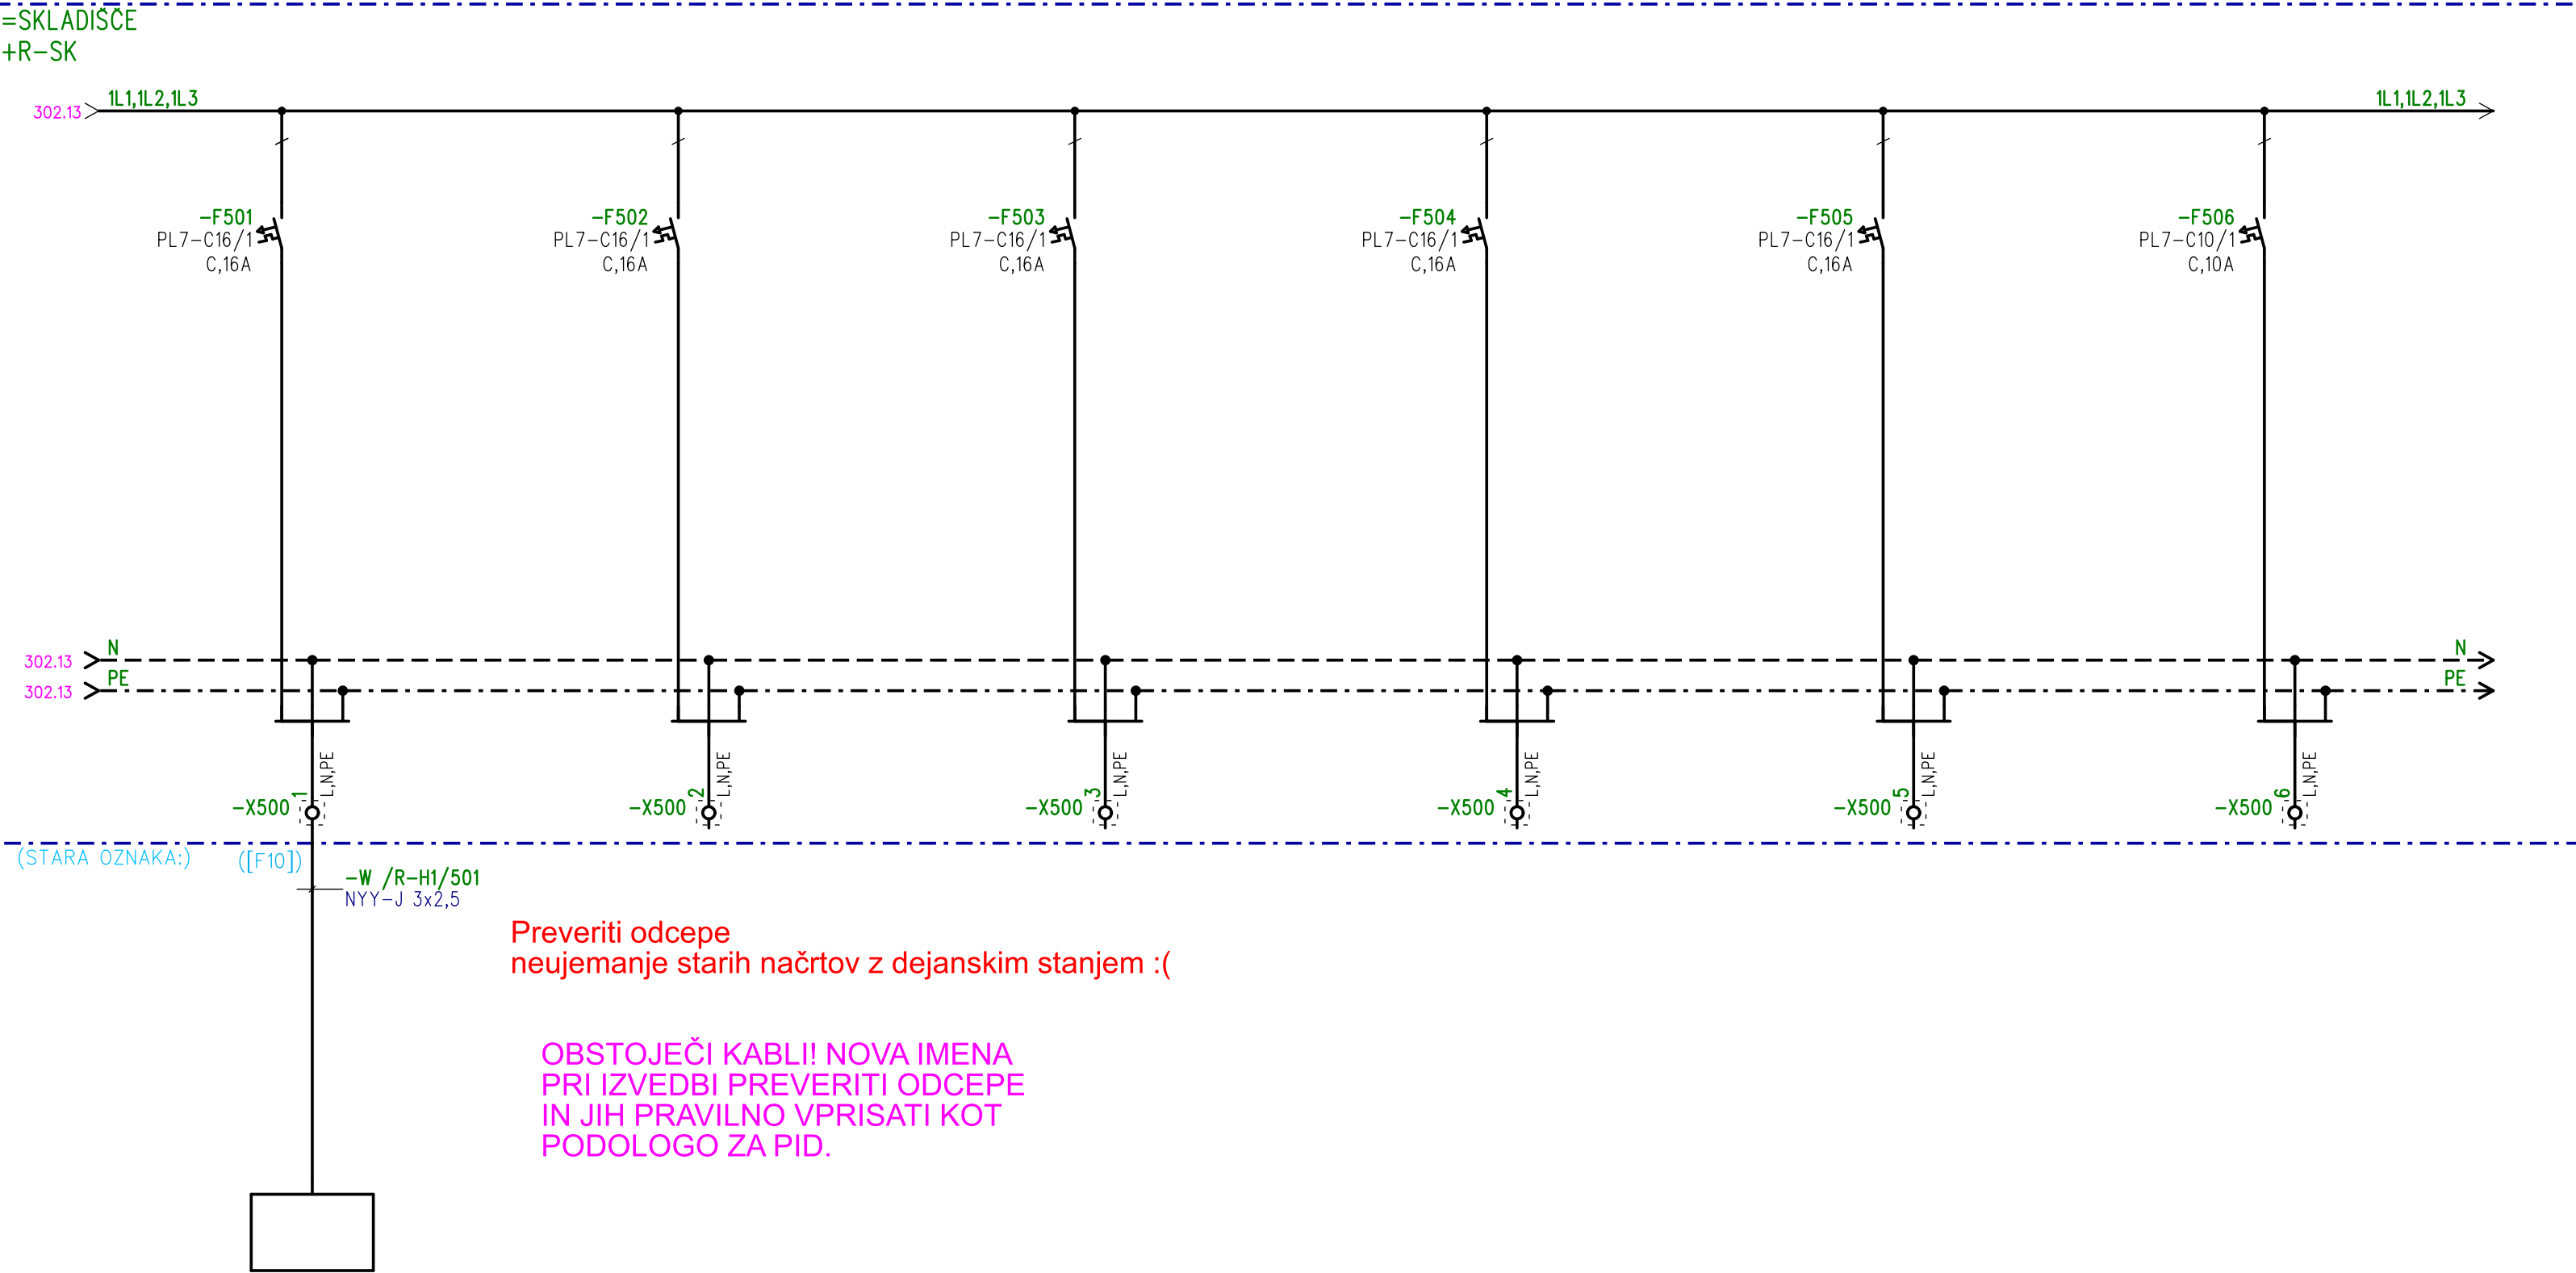 =SKLADIŠČE
+R-SK
302.13 1L1,1L2,1L3 1L1,1L2,1L3
-F501 -F502 -F503 -F504 -F505 -F506
PL7-C16/1 PL7-C16/1 PL7-C16/1 PL7-C16/1 PL7-C16/1 PL7-C10/1
C,16A C,16A C,16A C,16A C,16A C,10A
302.13 N N
302.13 PE PE
L,N,PE L,N,PE L,N,PE L,N,PE L,N,PE L,N,PE
-X500 1 -X500 2 -X500 3 -X500 4 -X500 5 -X500 6
(STARA OZNAKA:) ([F10])
-W /R-H1/501
NYY-J 3x2,5
Preveriti odcepe
neujemanje starih načrtov z dejanskim stanjem :(
OBSTOJEČI KABLI! NOVA IMENA
PRI IZVEDBI PREVERITI ODCEPE
IN JIH PRAVILNO VPRISATI KOT
PODOLOGO ZA PID.